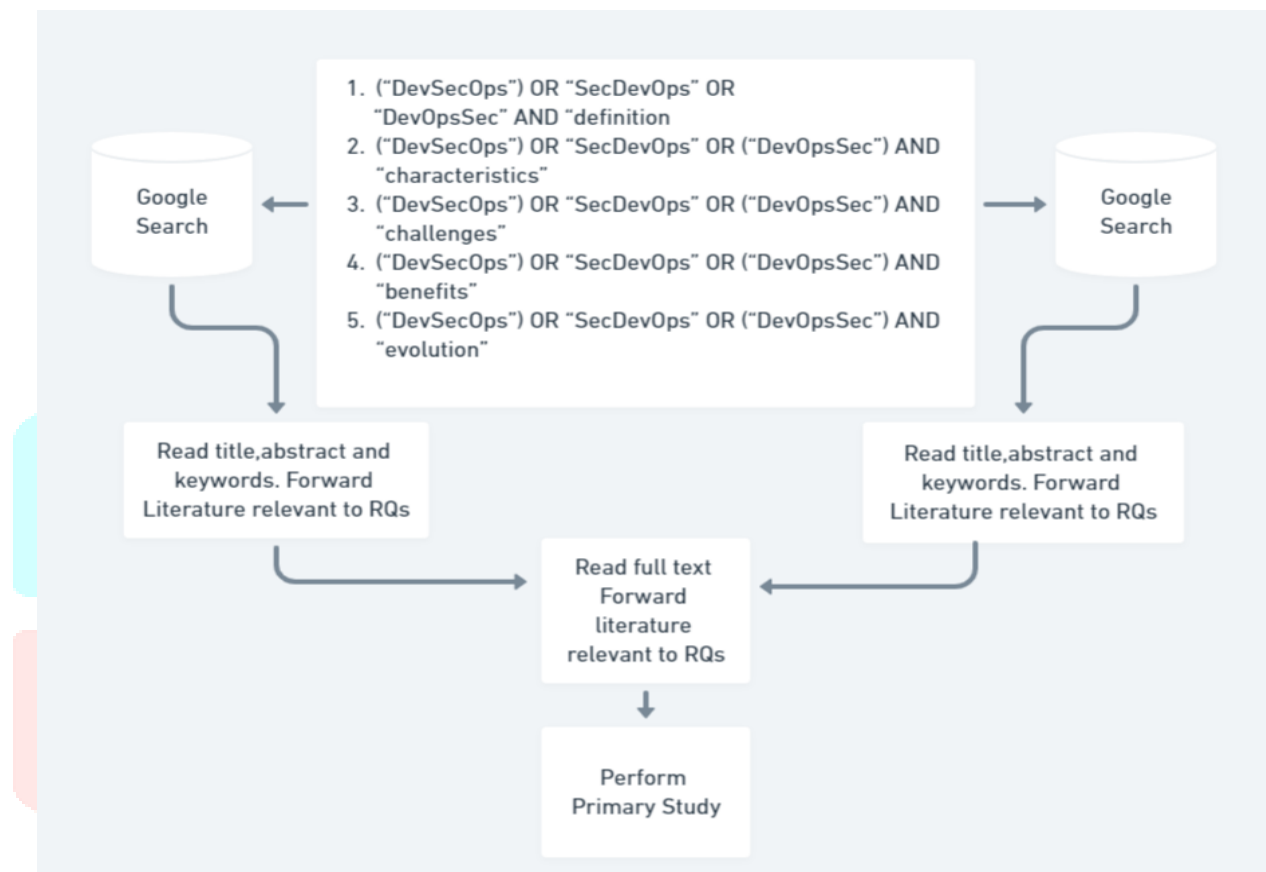 1. (“DevSecOps”) OR “SecDevOps” OR
“DevOpsSec” AND “definition
2. (“DevSecOps”) OR “SecDevOps” OR (“DevOpsSec”) AND
“characteristics”
3. (“DevSecOps”) OR “SecDevOps” OR (“DevOpsSec”) AND
“challenges”
4. (“DevSecOps”) OR “SecDevOps” OR (“DevOpsSec”) AND
“benefits”
5. (“DevSecOps”) OR “SecDevOps” OR (“DevOpsSec”) AND
“evolution”
Google
Search
Google
Search
Read title,abstract and
keywords. Forward
Literature relevant to RQs
Read title,abstract and
keywords. Forward
Literature relevant to RQs
Read full text
Forward
literature
relevant to RQs
Perform
Primary Study